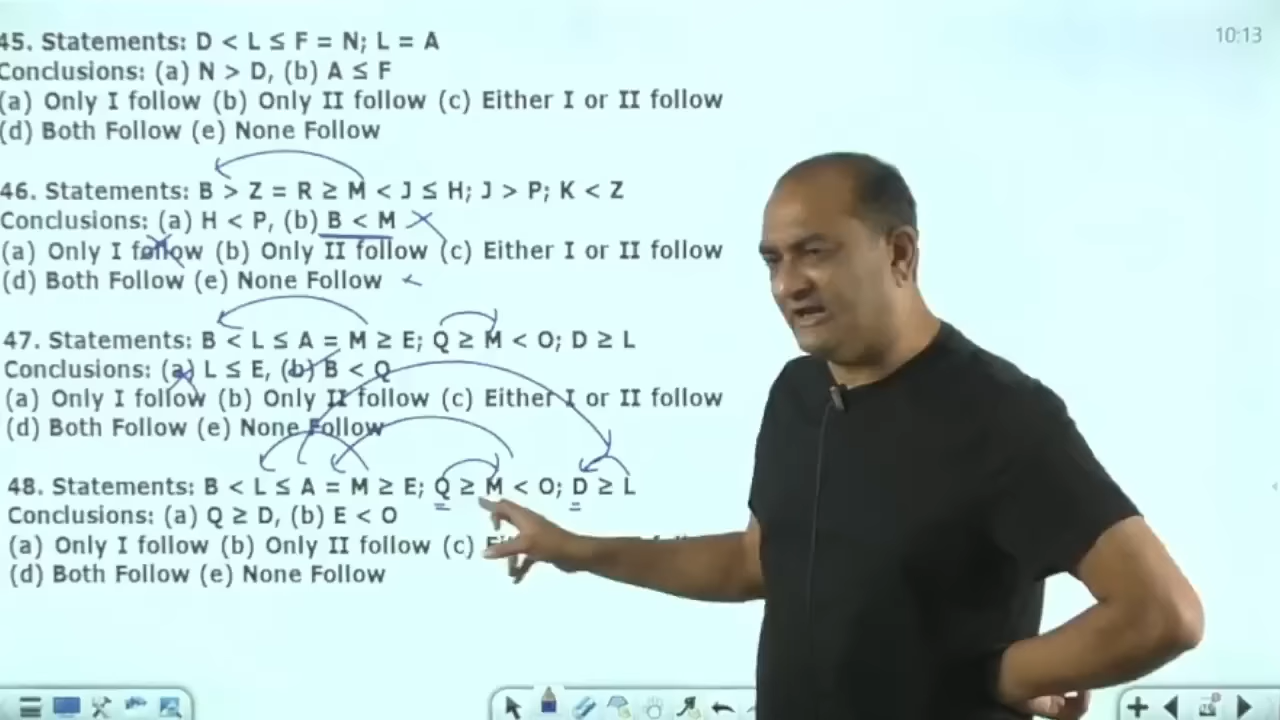 45. Statements: D < L ≤ F = N; L = A
10:13
Conclusions: (a) N > D, (b) A ≤ F
(a) Only I follow (b) Only II follow (c) Either I or II follow
(d) Both Follow (e) None Follow
46. Statements: B > Z = R ≥ M < J ≤ H; J > P; K < Z
Conclusions: (a) H < P, (b) B < M
(a) Only I follow (b) Only II follow (c) Either I or II follow
(d) Both Follow (e) None Follow
47. Statements: B < L ≤ A = M ≥ E; Q ≥ M < O; D ≥ L
Conclusions: (a) L ≤ E, (b) B < Q
(a) Only I follow (b) Only II follow (c) Either I or II follow
(d) Both Follow (e) None Follow
48. Statements: B < L ≤ A = M ≥ E; Q ≥ M < O; D ≥ L
Conclusions: (a) Q ≥ D, (b) E < O
(a) Only I follow (b) Only II follow (c)
(d) Both Follow (e) None Follow